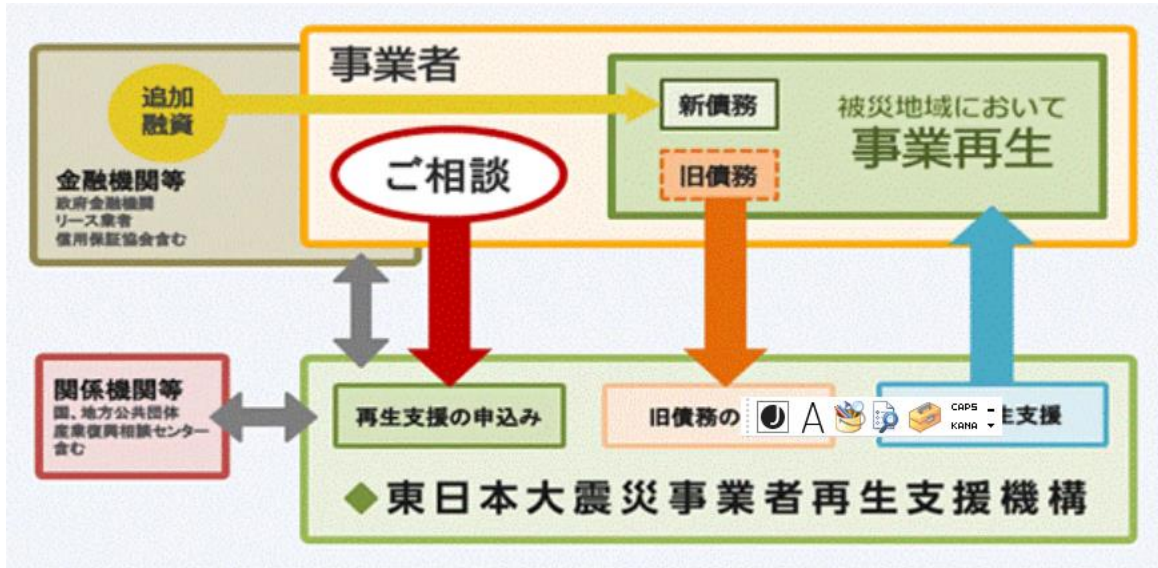 事業者
追加
融資
新債務
被災地域において
事業再生
ご相談
旧債務
金融機関等
政府金融機関
リース業者
信用保証協会含む
関係機関等
国、地方公共団体
産業復興相談センター
含む
再生支援の申込み
旧債務の
生支援
CAPS
KANA
◆東日本大震災事業者再生支援機構